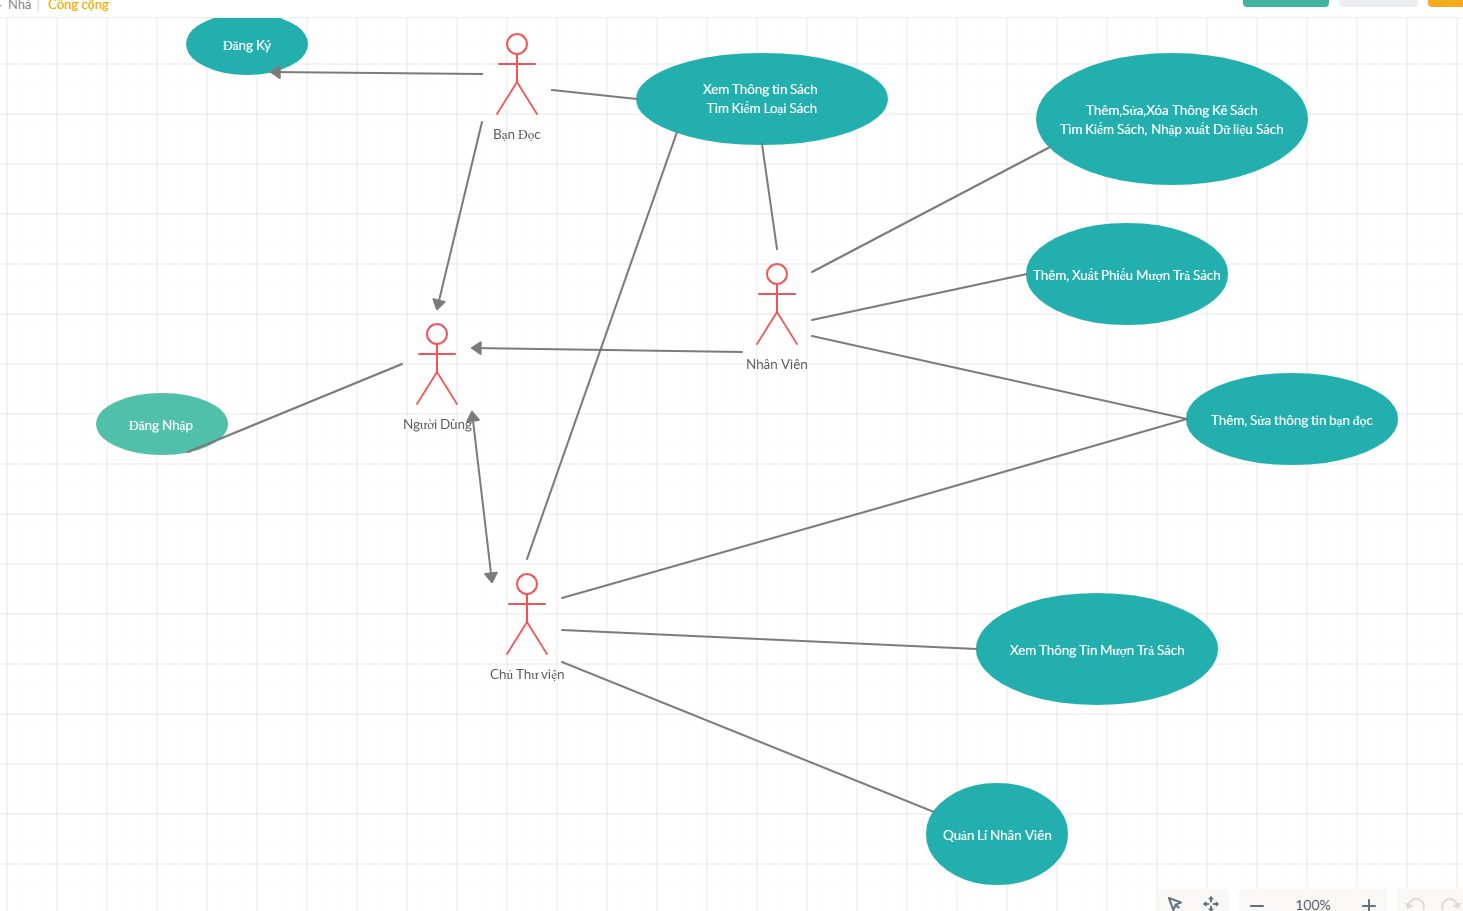 Nhà | Công cộng
Đăng Ký
Bạn Đọc
Xem Thông tin Sách
Tìm Kiếm Loại Sách
Thêm,Sửa,Xóa Thông Kê Sách
Tìm Kiếm Sách, Nhập xuất Dữ liệu Sách
Thêm, Xuất Phiếu Mượn Trả Sách
Nhân Viên
Người Dùng
Đăng Nhập
Thêm, Sửa thông tin bạn đọc
Chủ Thư viện
Xem Thông Tin Mượn Trả Sách
Quản Lí Nhân Viên
100%